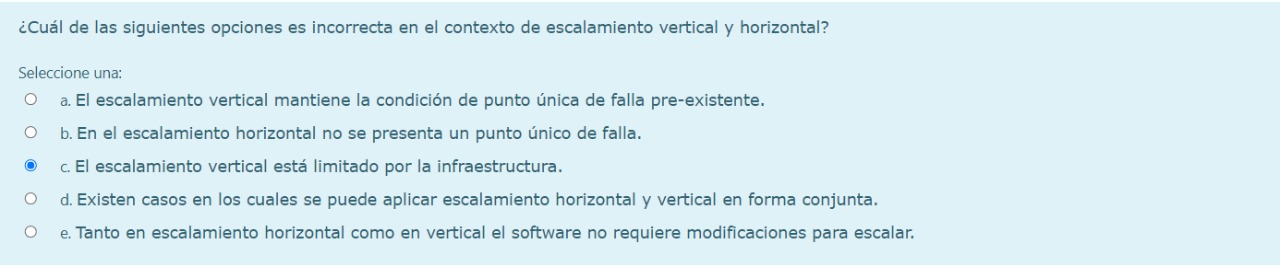 ¿Cuál de las siguientes opciones es incorrecta en el contexto de escalamiento vertical y horizontal?
Seleccione una:
a. El escalamiento vertical mantiene la condición de punto única de falla pre-existente.
b. En el escalamiento horizontal no se presenta un punto único de falla.
c. El escalamiento vertical está limitado por la infraestructura.
d. Existen casos en los cuales se puede aplicar escalamiento horizontal y vertical en forma conjunta.
e. Tanto en escalamiento horizontal como en vertical el software no requiere modificaciones para escalar.